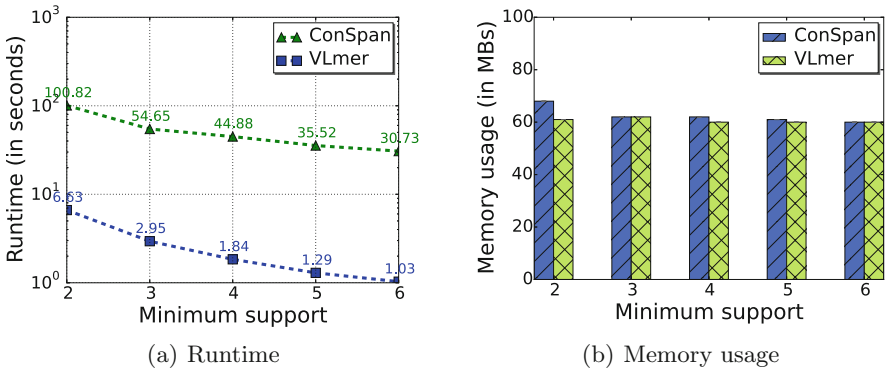 Runtime (in seconds)
10³
10²
10¹
10⁰
ConSpan
VLmer
100.82
54.65
44.88
35.52
30.73
6.63
2.95
1.84
1.29
1.03
2 3 4 5 6
Minimum support
(a) Runtime
Memory usage (in MBs)
100
80
60
40
20
0
ConSpan
VLmer
2 3 4 5 6
Minimum support
(b) Memory usage